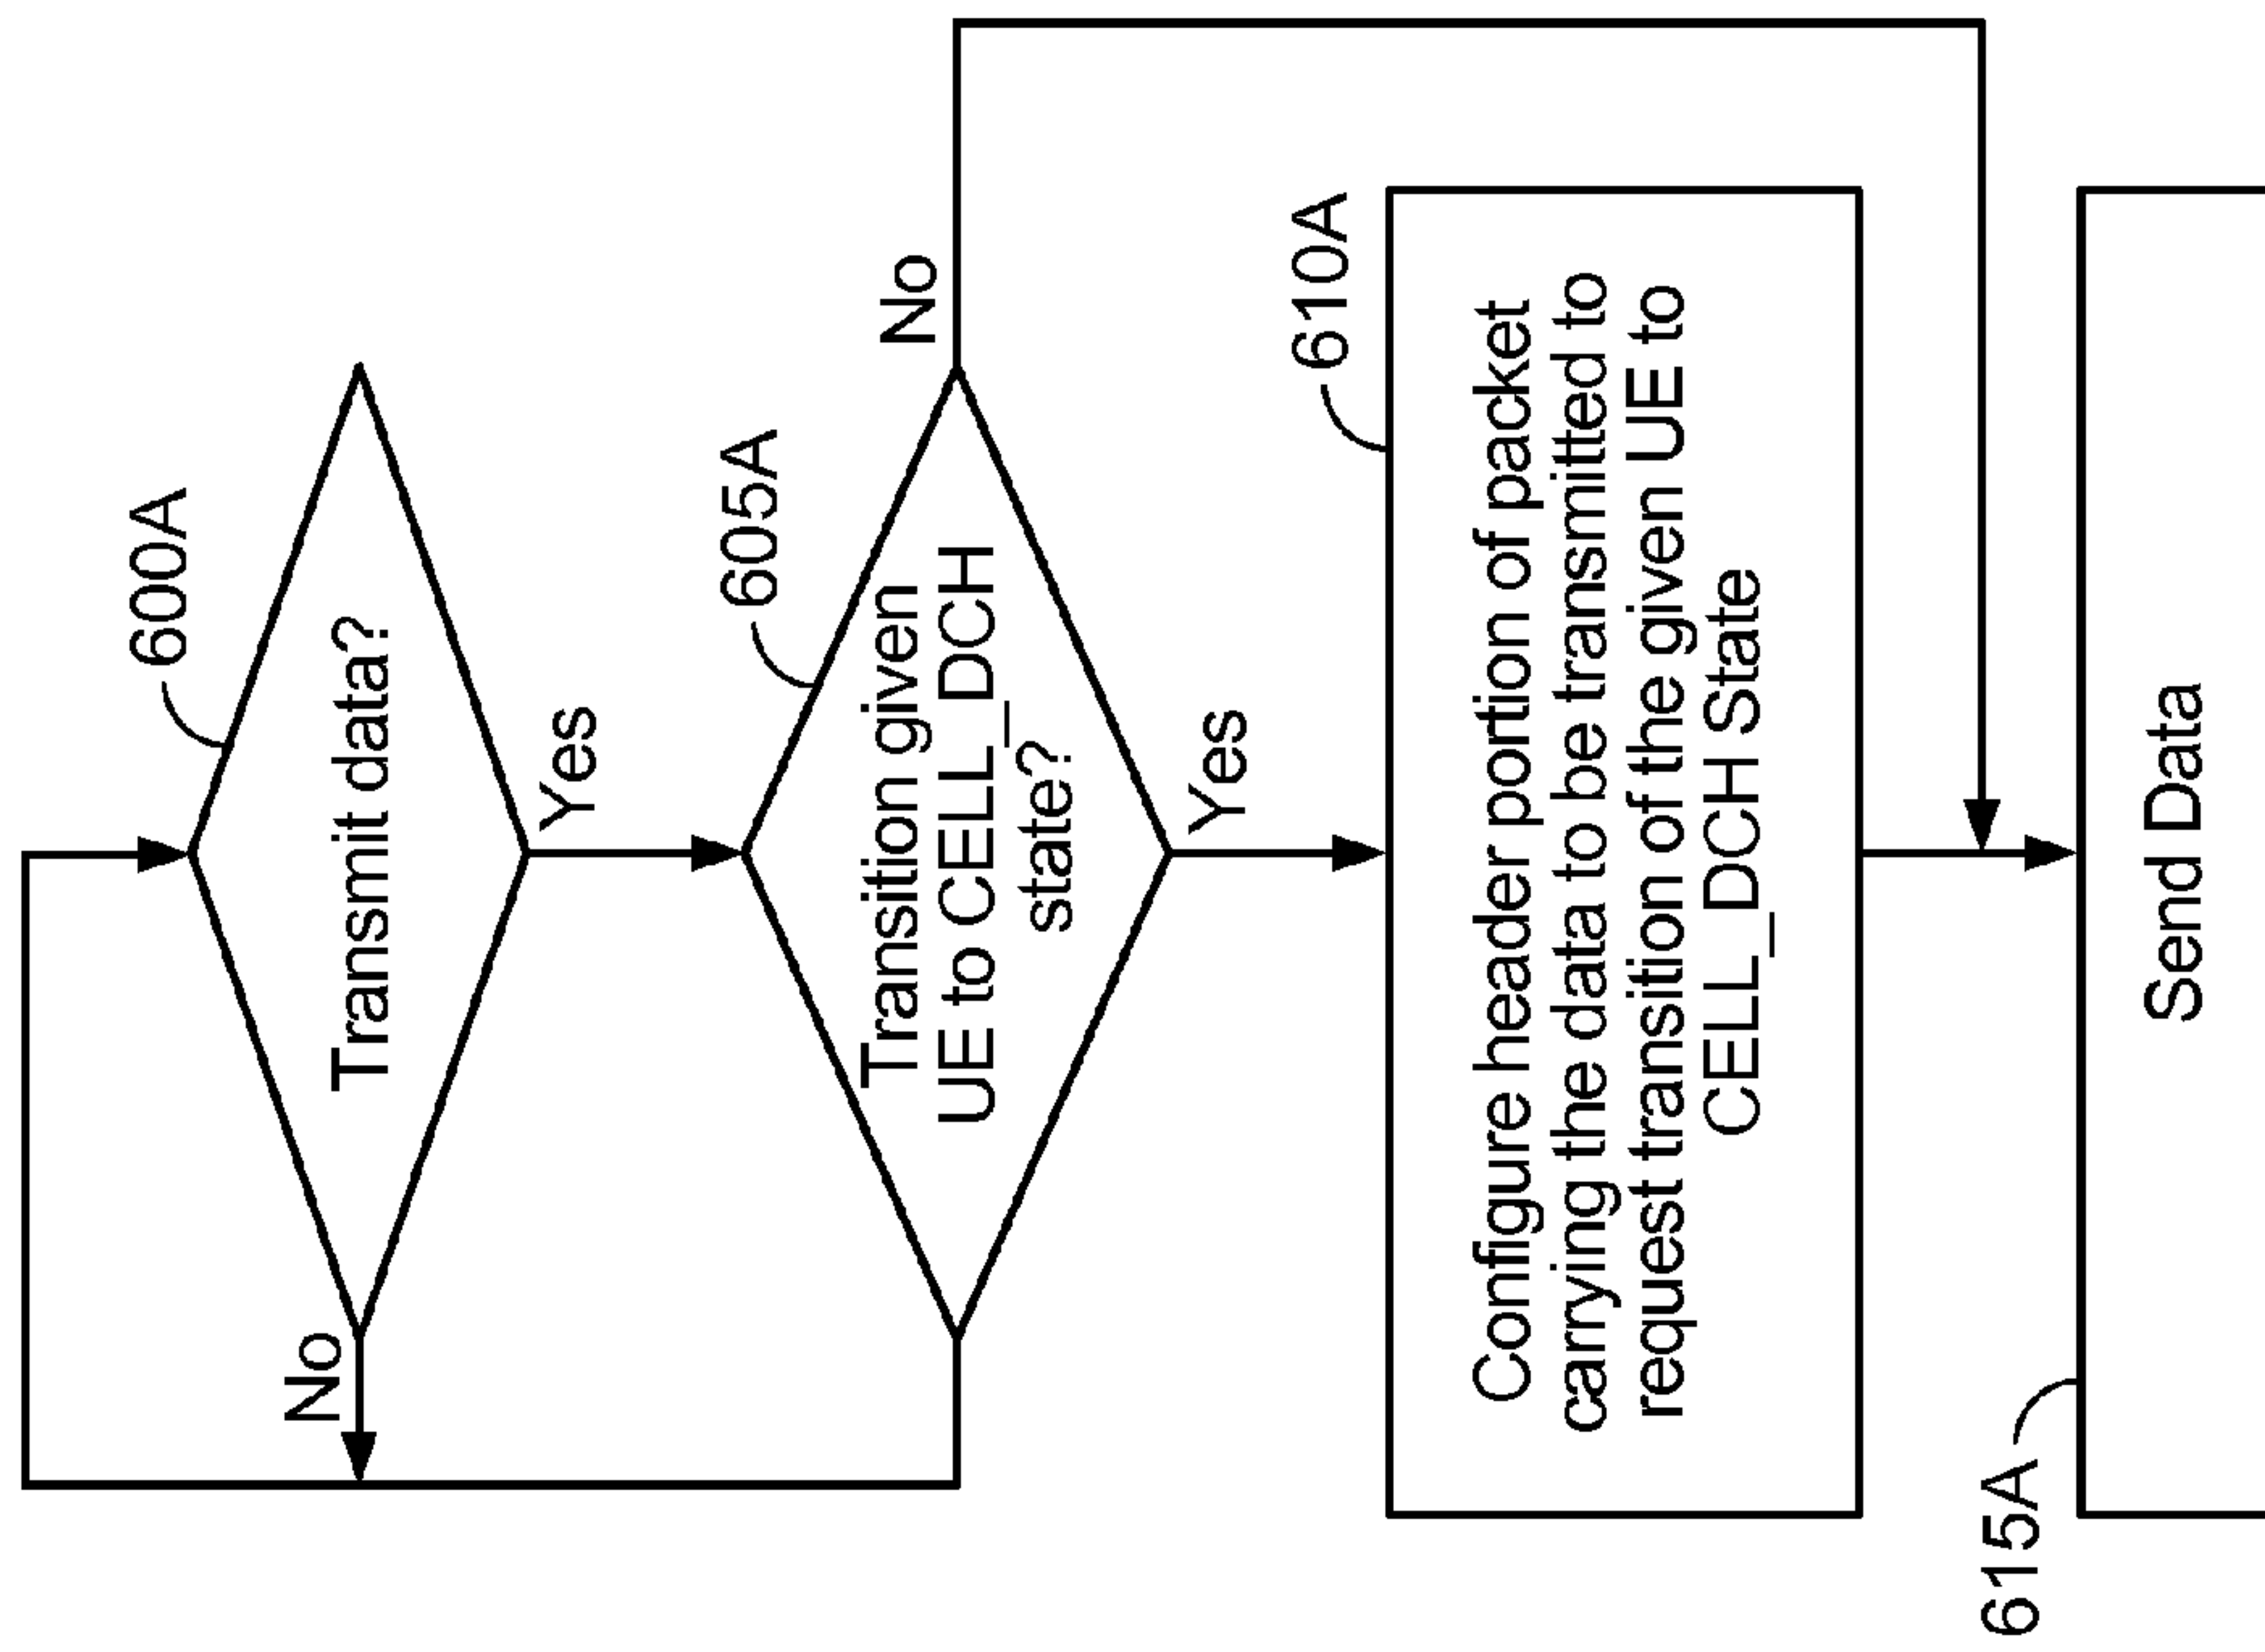 600A
Transmit data?
No
Yes
605A
Transition given
UE to CELL_DCH
state?
No
Yes
610A
Configure header portion of packet
carrying the data to be transmitted to
request transition of the given UE to
CELL_DCH State
615A
Send Data